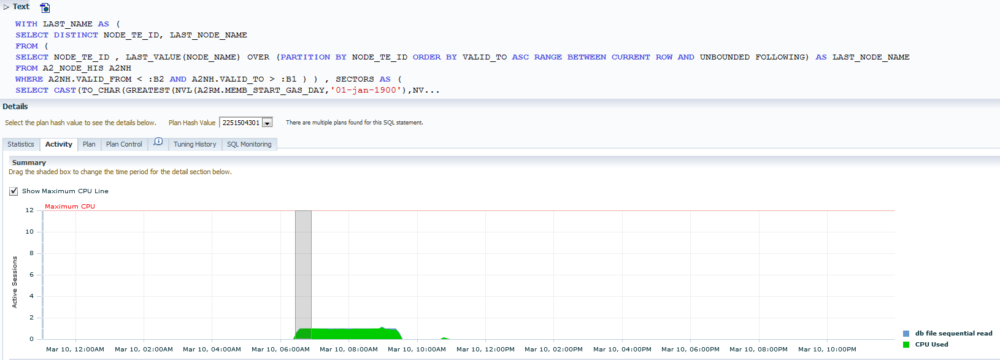 Text
WITH LAST_NAME AS (
SELECT DISTINCT NODE_TE_ID, LAST_NODE_NAME
FROM (
SELECT NODE_TE_ID , LAST_VALUE(NODE_NAME) OVER (PARTITION BY NODE_TE_ID ORDER BY VALID_TO ASC RANGE BETWEEN CURRENT ROW AND UNBOUNDED FOLLOWING) AS LAST_NODE_NAME
FROM A2_NODE_HIS A2NH
WHERE A2NH.VALID_FROM < :B2 AND A2NH.VALID_TO > :B1 ) ) , SECTORS AS (
SELECT CAST(TO_CHAR(GREATEST(NVL(A2RM.MEMB_START_GAS_DAY,'01-jan-1900'),NV...
Details
Select the plan hash value to see the details below. Plan Hash Value 2251504301 There are multiple plans found for this SQL statement.
Statistics Activity Plan Plan Control Tuning History SQL Monitoring
Summary
Drag the shaded box to change the time period for the detail section below.
Show Maximum CPU Line
Maximum CPU
12
10
8
6
4
2
0
Active Sessions
Mar 10, 12:00AM Mar 10, 02:00AM Mar 10, 04:00AM Mar 10, 06:00AM Mar 10, 08:00AM Mar 10, 10:00AM Mar 10, 12:00PM Mar 10, 02:00PM Mar 10, 04:00PM Mar 10, 06:00PM Mar 10, 08:00PM Mar 10, 10:00PM
db file sequential read
CPU Used